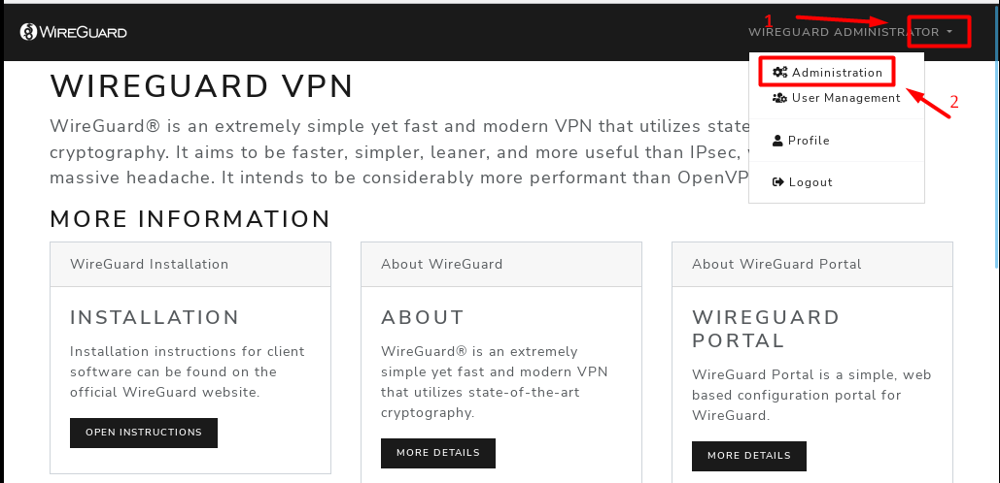 WIREGUARD
1
WIREGUARD ADMINISTRATOR
Administration
User Management
2
Profile
Logout
WIREGUARD VPN
WireGuard® is an extremely simple yet fast and modern VPN that utilizes state
cryptography. It aims to be faster, simpler, leaner, and more useful than IPsec,
massive headache. It intends to be considerably more performant than OpenVP
MORE INFORMATION
WireGuard Installation
INSTALLATION
Installation instructions for client
software can be found on the
official WireGuard website.
OPEN INSTRUCTIONS
About WireGuard
ABOUT
WireGuard® is an extremely
simple yet fast and modern VPN
that utilizes state-of-the-art
cryptography.
MORE DETAILS
About WireGuard Portal
WIREGUARD
PORTAL
WireGuard Portal is a simple, web
based configuration portal for
WireGuard.
MORE DETAILS